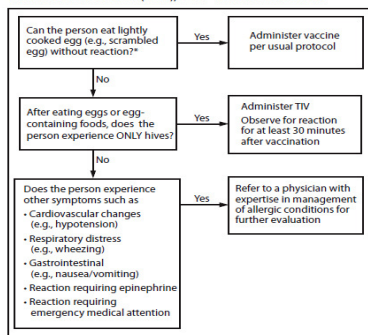 Can the person eat lightly
cooked egg (e.g., scrambled
egg) without reaction?*
Yes
Administer vaccine
per usual protocol
No
After eating eggs or egg-
containing foods, does the
person experience ONLY hives?
Yes
Administer TIV
Observe for reaction
for at least 30 minutes
after vaccination
No
Does the person experience
other symptoms such as
• Cardiovascular changes
(e.g., hypotension)
• Respiratory distress
(e.g., wheezing)
• Gastrointestinal
(e.g., nausea/vomiting)
• Reaction requiring epinephrine
• Reaction requiring
emergency medical attention
Yes
Refer to a physician with
expertise in management
of allergic conditions for
further evaluation